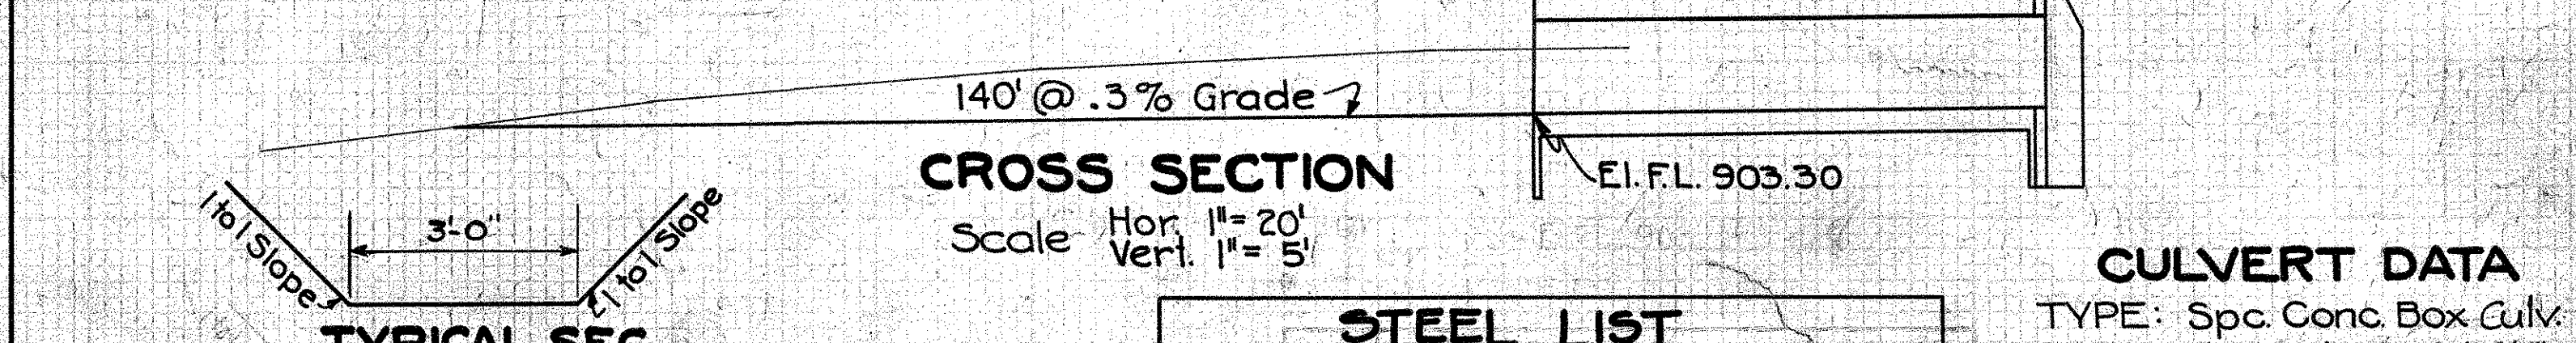 140' @ .3% Grade
CROSS SECTION
El. F.L. 903.30
Scale Hor. 1"= 20'
Vert. 1"= 5'
1 to 1 Slope
3'-0"
1 to 1 Slope
TYPICAL SEC
STEEL LIST
CULVERT DATA
TYPE: Spc. Conc. Box Culv.